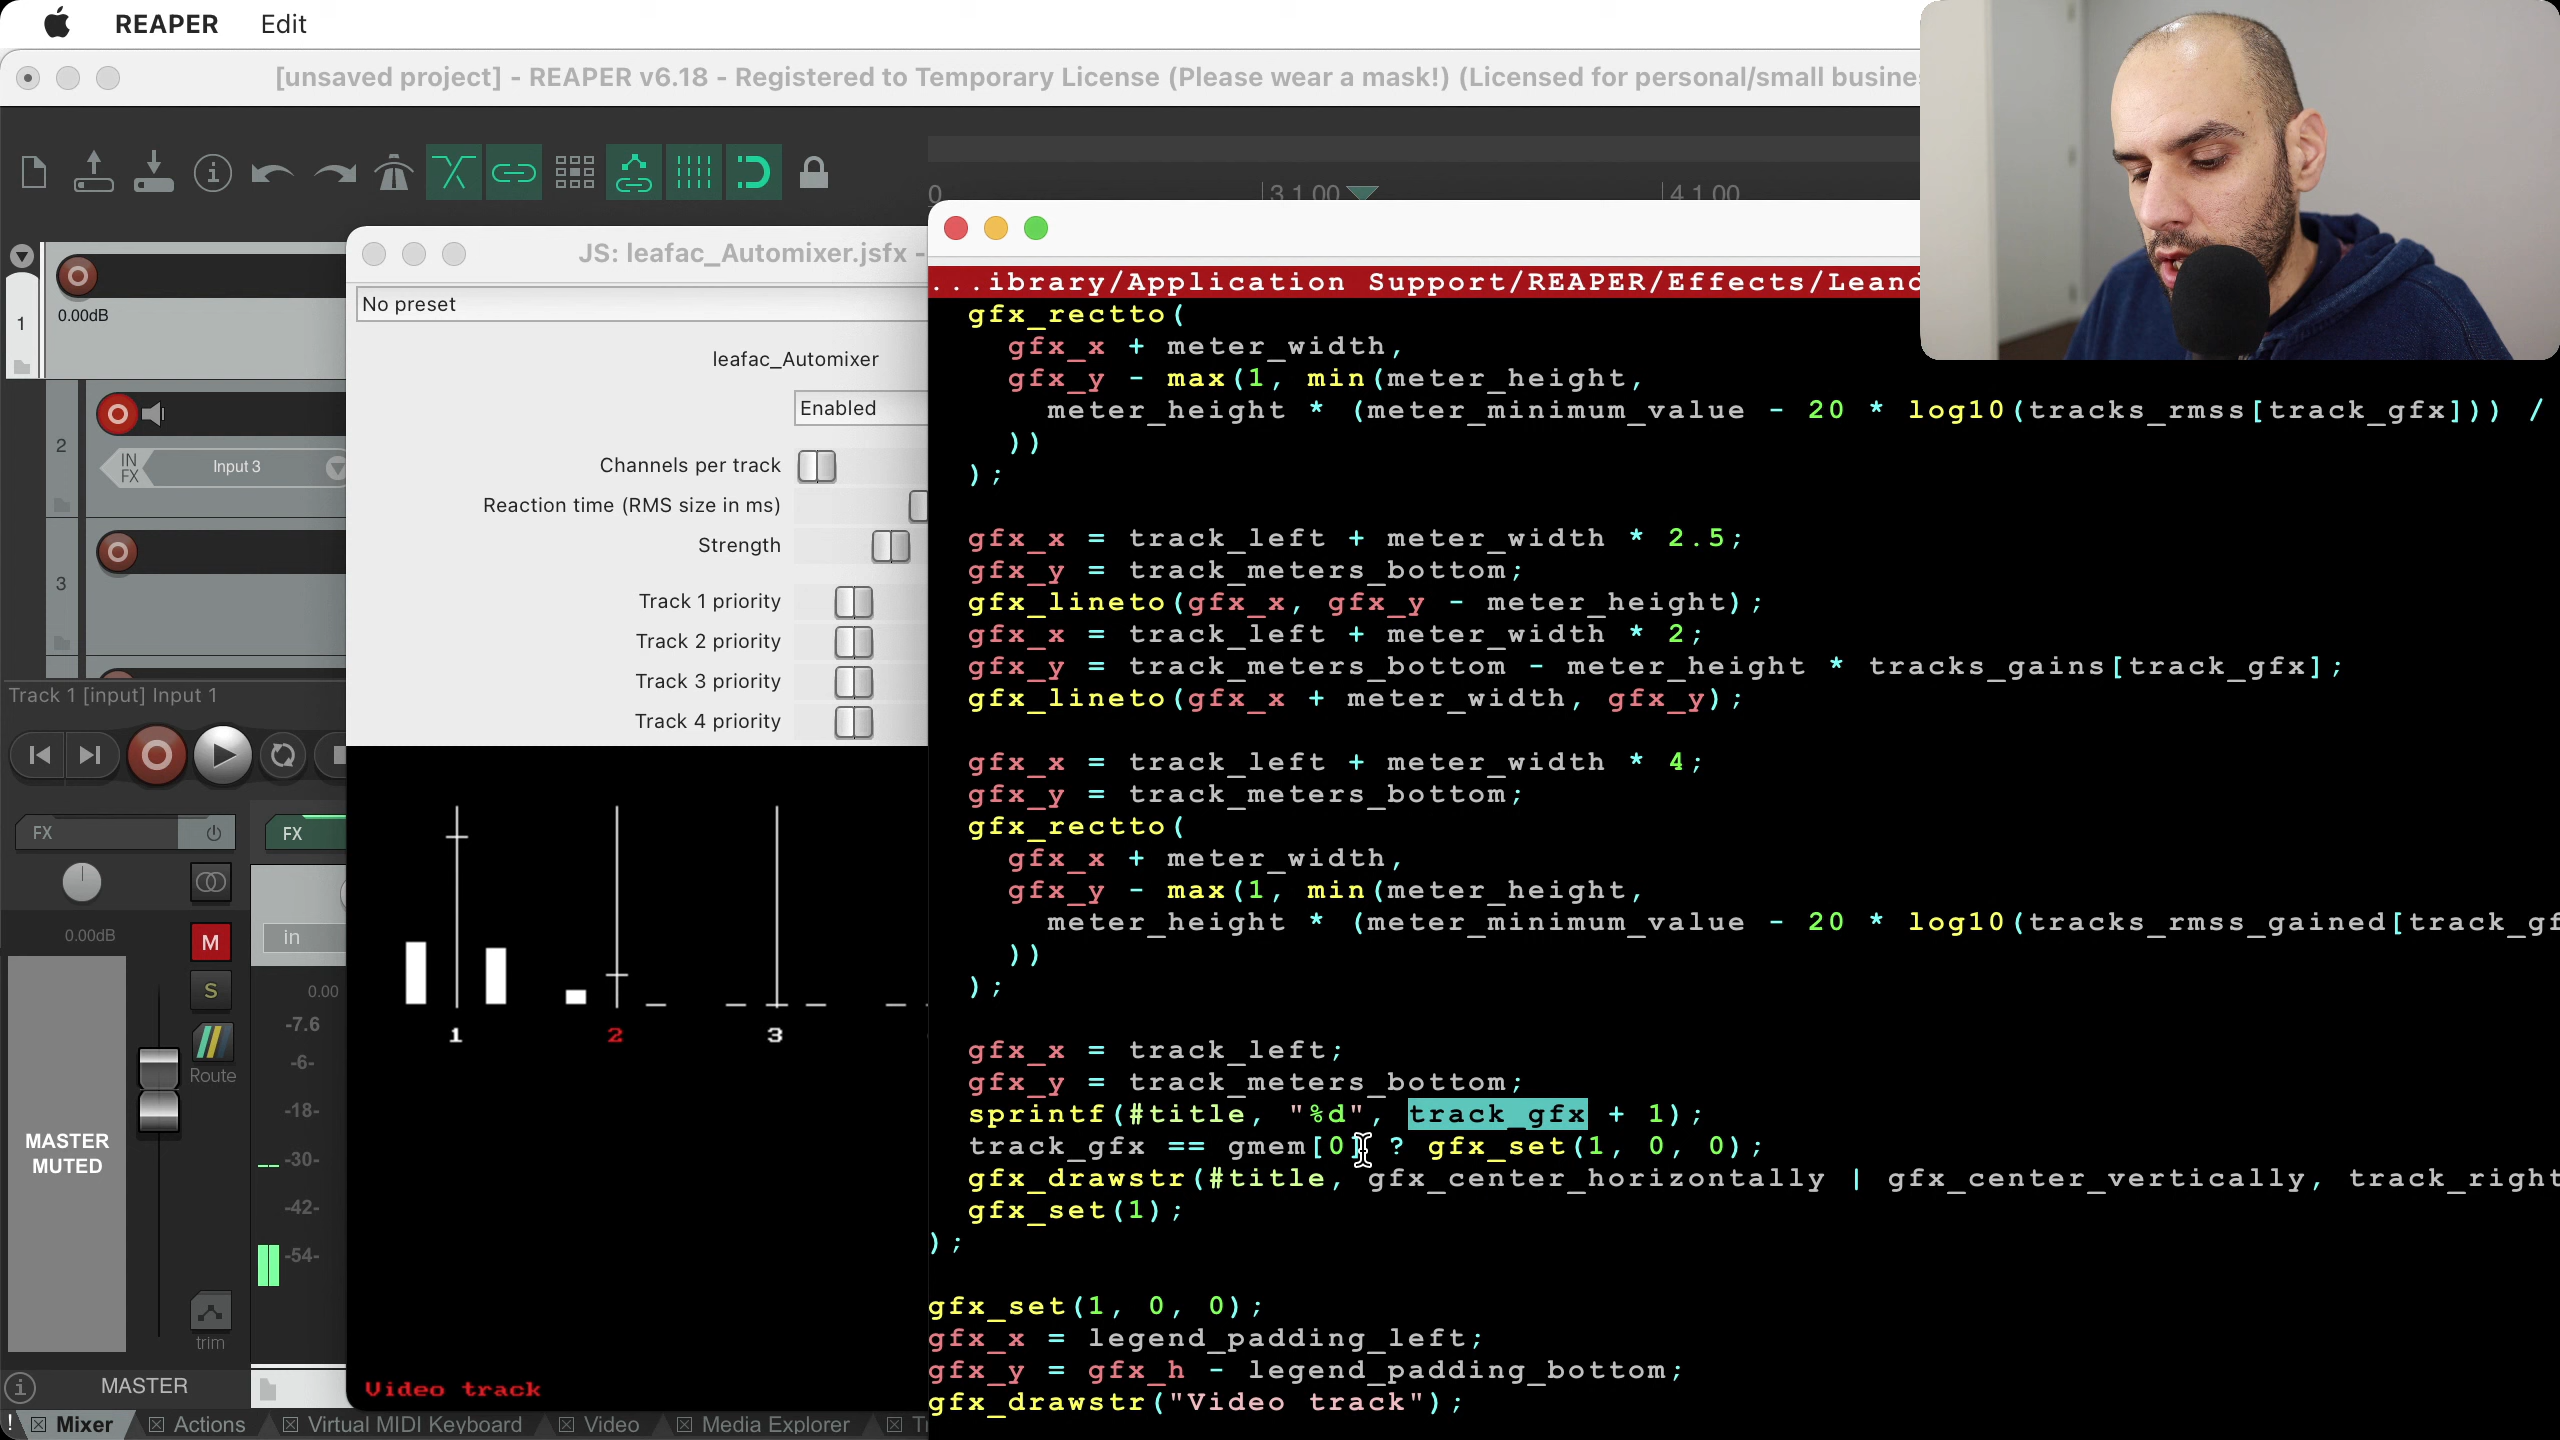 REAPER Edit
[unsaved project] - REAPER v6.18 - Registered to Temporary License (Please wear a mask!) (Licensed for personal/small
0
3.1.00
4.1.00
JS: leafac_Automixer.jsfx -
No preset
leafac_Automixer
Enabled
Channels per track
Reaction time (RMS size in ms)
Strength
Track 1 priority
Track 2 priority
Track 3 priority
Track 4 priority
1
2
3
Video track
1
0.00dB
2
IN
FX
Input 3
3
Track 1 [input] Input 1
FX
FX
0.00dB
M
in
S
0.00
-7.6
-6-
Route
-18-
MASTER
MUTED
-30-
-42-
-54-
trim
MASTER
! Mixer Actions Virtual MIDI Keyboard Video Media Explorer
...ibrary/Application Support/REAPER/Effects/Leand
gfx_rectto(
gfx_x + meter_width,
gfx_y - max(1, min(meter_height,
meter_height * (meter_minimum_value - 20 * log10(tracks_rmss[track_gfx])) /
))
);
gfx_x = track_left + meter_width * 2.5;
gfx_y = track_meters_bottom;
gfx_lineto(gfx_x, gfx_y - meter_height);
gfx_x = track_left + meter_width * 2;
gfx_y = track_meters_bottom - meter_height * tracks_gains[track_gfx];
gfx_lineto(gfx_x + meter_width, gfx_y);
gfx_x = track_left + meter_width * 4;
gfx_y = track_meters_bottom;
gfx_rectto(
gfx_x + meter_width,
gfx_y - max(1, min(meter_height,
meter_height * (meter_minimum_value - 20 * log10(tracks_rmss_gained[track_gf
))
);
gfx_x = track_left;
gfx_y = track_meters_bottom;
sprintf(#title, "%d", track_gfx + 1);
track_gfx == gmem[0] ? gfx_set(1, 0, 0);
gfx_drawstr(#title, gfx_center_horizontally | gfx_center_vertically, track_right
gfx_set(1);
);
gfx_set(1, 0, 0);
gfx_x = legend_padding_left;
gfx_y = gfx_h - legend_padding_bottom;
gfx_drawstr("Video track");